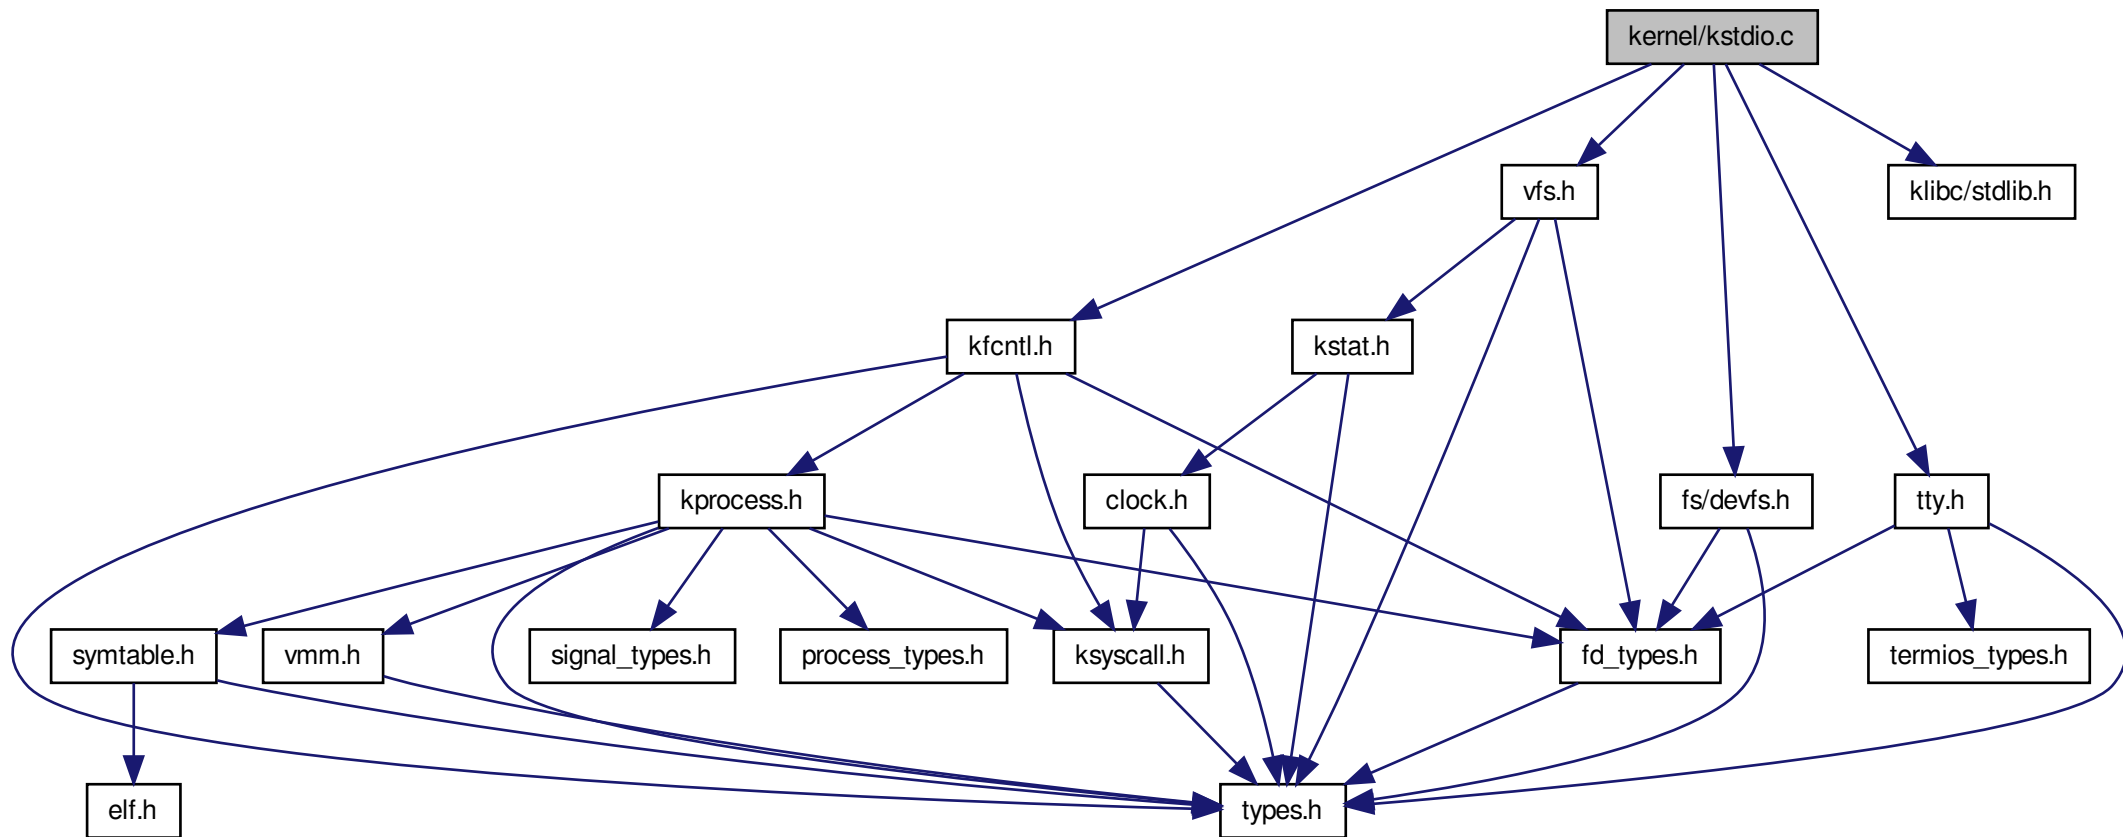 kernel/kstdio.c
vfs.h
klibc/stdlib.h
kfcntl.h
kstat.h
kprocess.h
clock.h
fs/devfs.h
tty.h
symtable.h
vmm.h
signal_types.h
process_types.h
ksyscall.h
fd_types.h
termios_types.h
elf.h
types.h